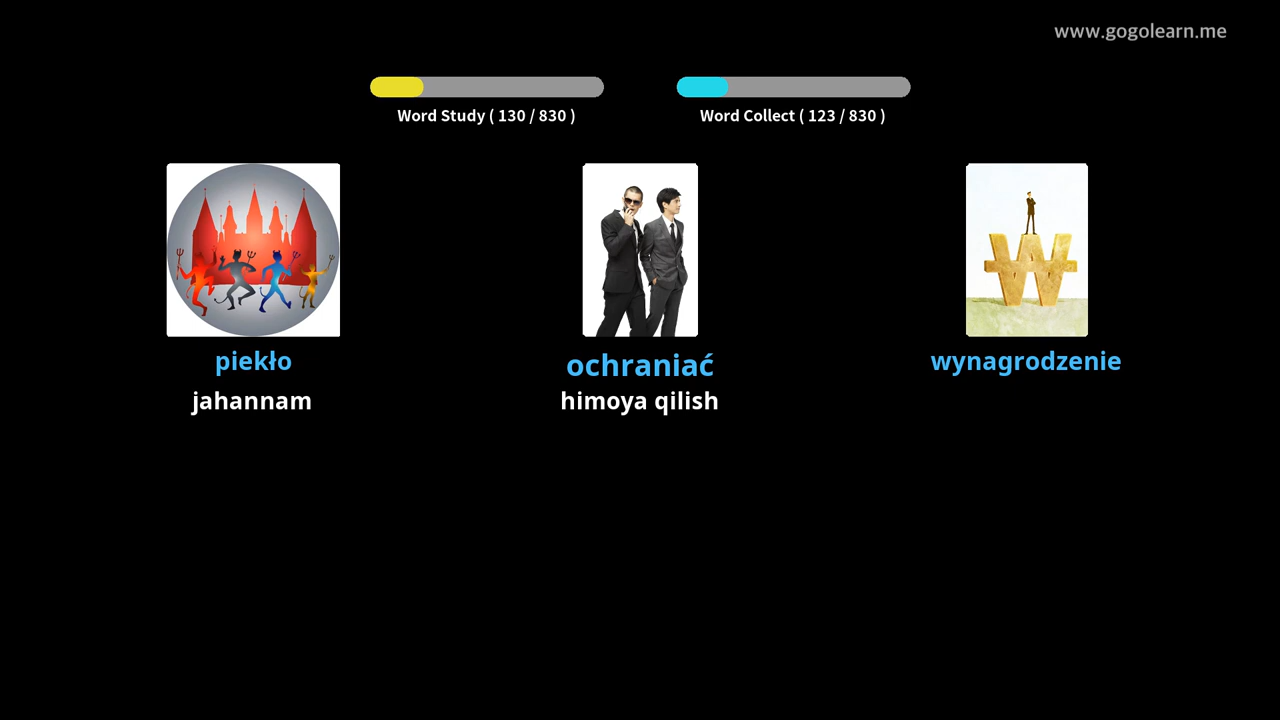 www.gogolearn.me
Word Study ( 130 / 830 )
Word Collect ( 123 / 830 )
piekło
jahannam
ochraniać
himoya qilish
wynagrodzenie